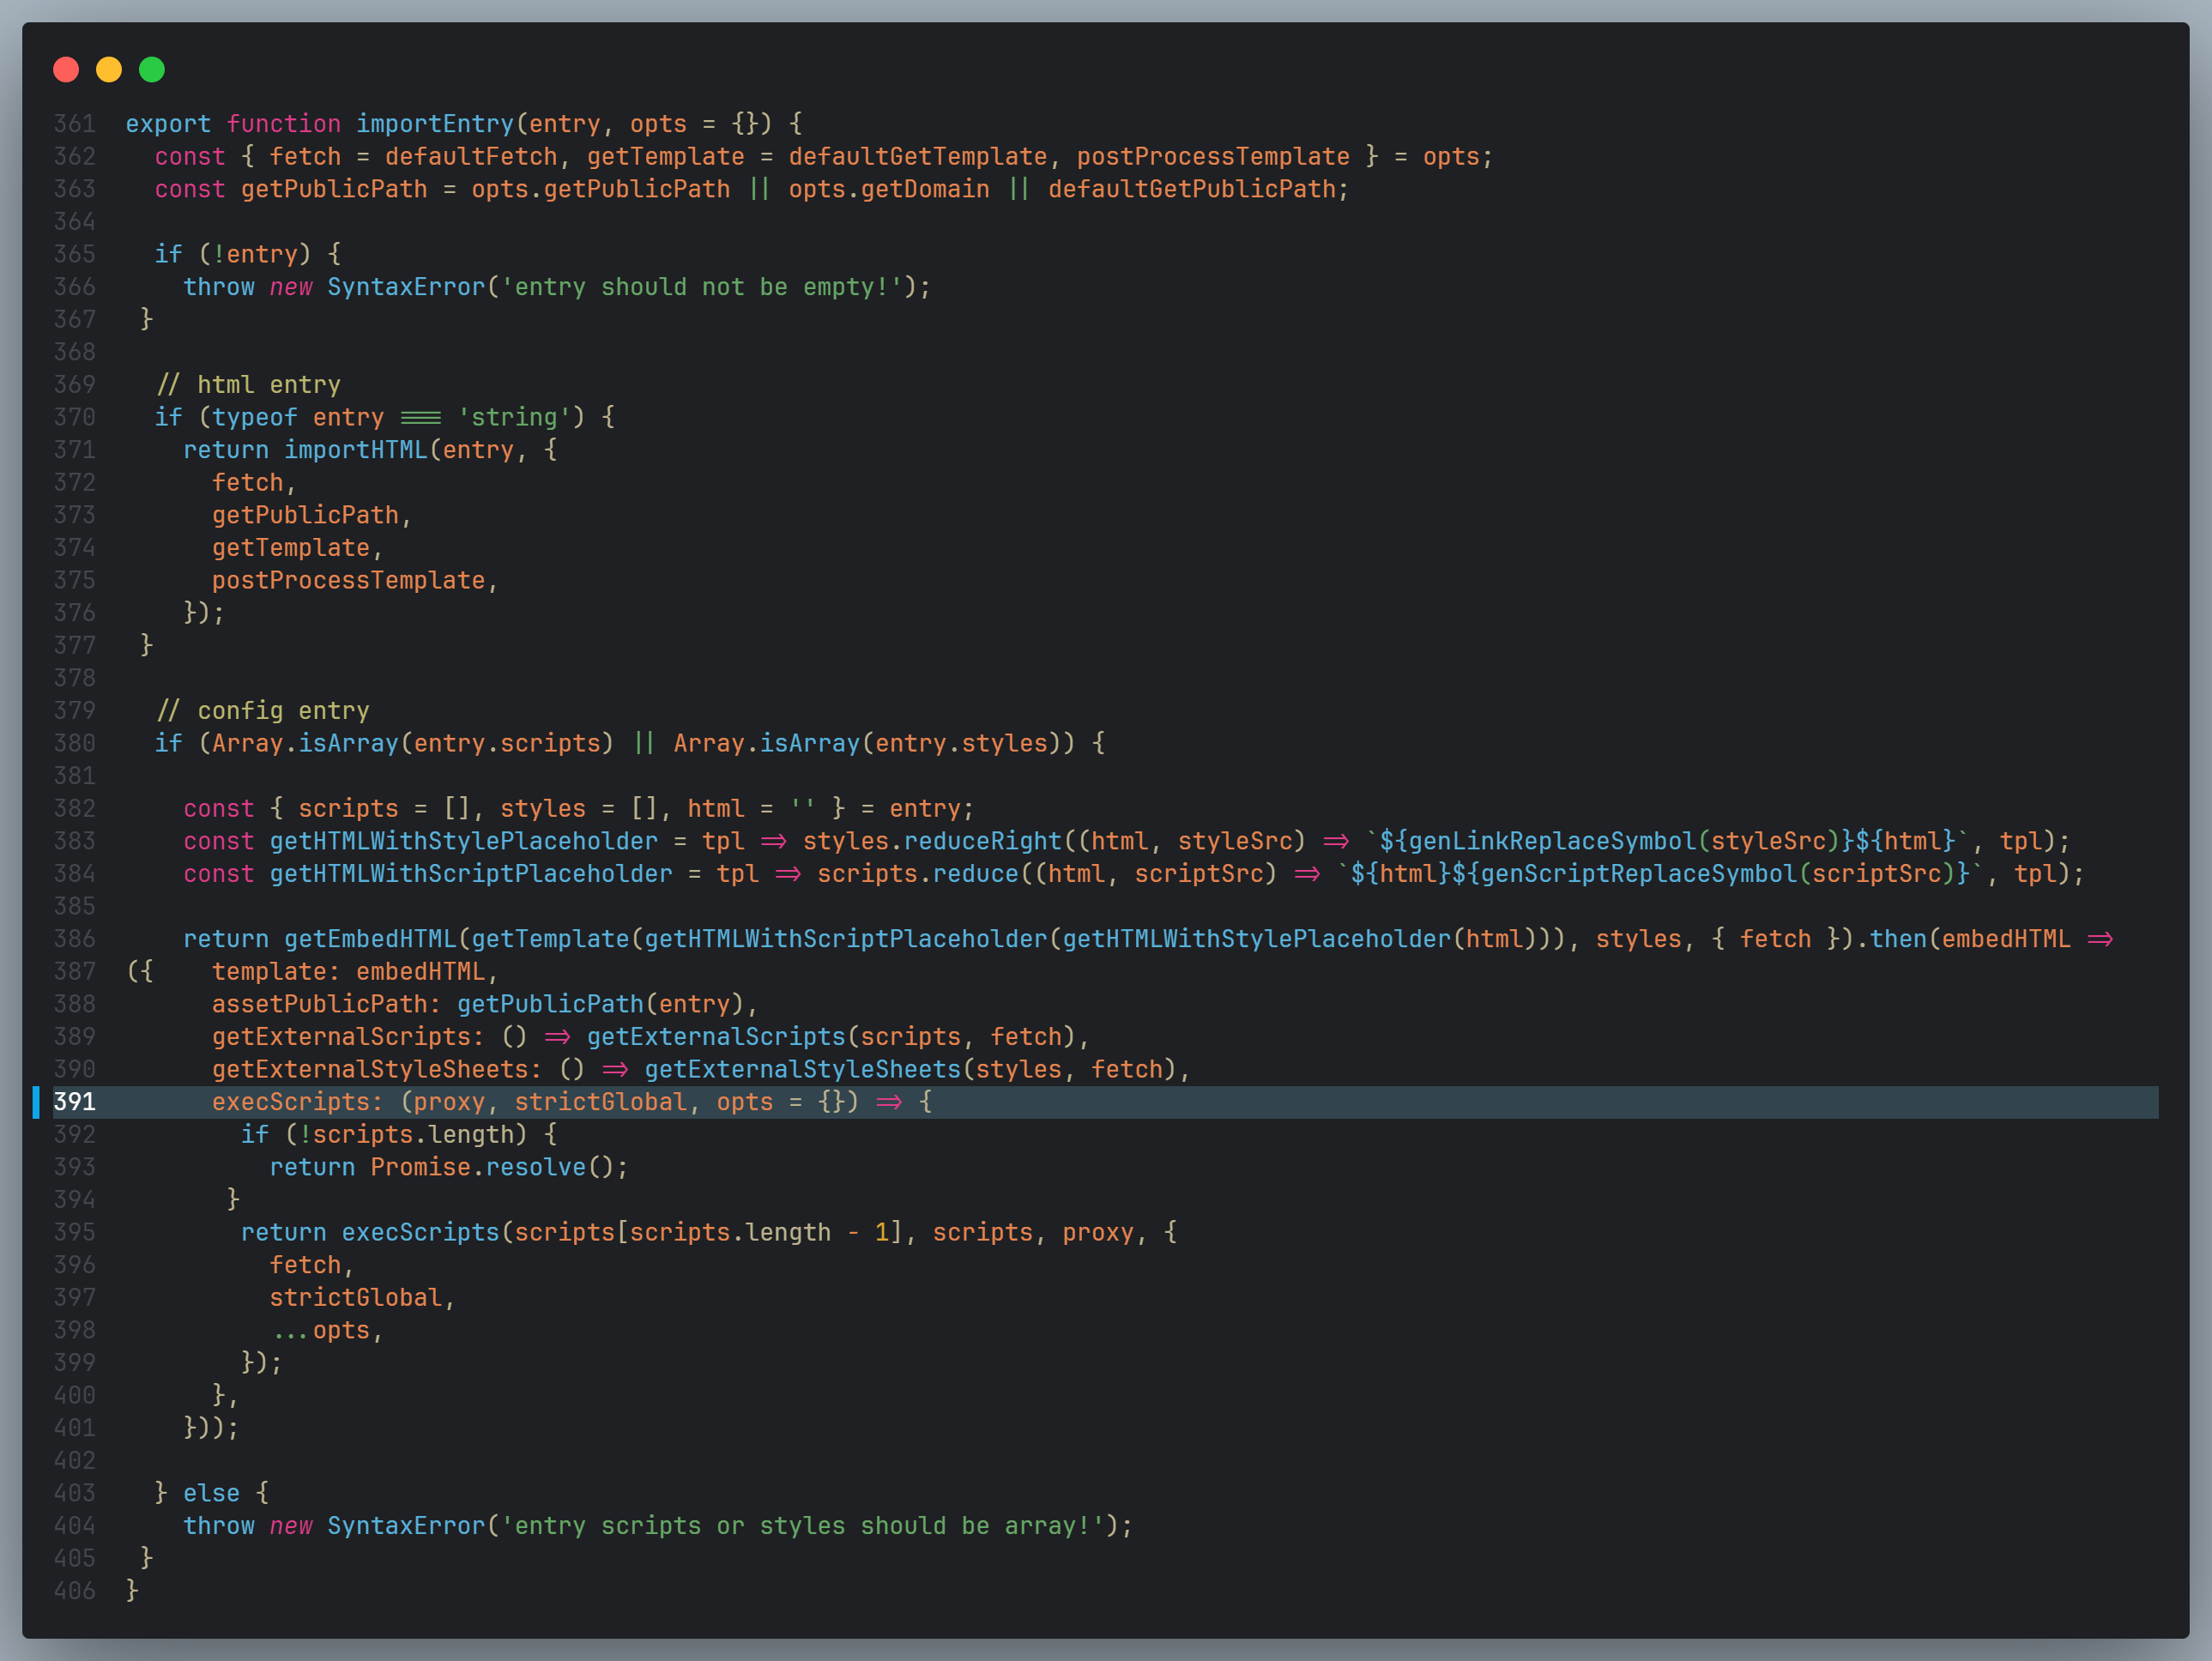 361 export function importEntry(entry, opts = {}) {
362   const { fetch = defaultFetch, getTemplate = defaultGetTemplate, postProcessTemplate } = opts;
363   const getPublicPath = opts.getPublicPath || opts.getDomain || defaultGetPublicPath;
364
365   if (!entry) {
366     throw new SyntaxError('entry should not be empty!');
367  }
368
369   // html entry
370   if (typeof entry === 'string') {
371     return importHTML(entry, {
372       fetch,
373       getPublicPath,
374       getTemplate,
375       postProcessTemplate,
376     });
377  }
378
379   // config entry
380   if (Array.isArray(entry.scripts) || Array.isArray(entry.styles)) {
381
382     const { scripts = [], styles = [], html = '' } = entry;
383     const getHTMLWithStylePlaceholder = tpl => styles.reduceRight((html, styleSrc) => `${genLinkReplaceSymbol(styleSrc)}${html}`, tpl);
384     const getHTMLWithScriptPlaceholder = tpl => scripts.reduce((html, scriptSrc) => `${html}${genScriptReplaceSymbol(scriptSrc)}`, tpl);
385
386     return getEmbedHTML(getTemplate(getHTMLWithScriptPlaceholder(getHTMLWithStylePlaceholder(html))), styles, { fetch }).then(embedHTML =>
387 ({    template: embedHTML,
388       assetPublicPath: getPublicPath(entry),
389       getExternalScripts: () => getExternalScripts(scripts, fetch),
390       getExternalStyleSheets: () => getExternalStyleSheets(styles, fetch),
391       execScripts: (proxy, strictGlobal, opts = {}) => {
392         if (!scripts.length) {
393           return Promise.resolve();
394        }
395         return execScripts(scripts[scripts.length - 1], scripts, proxy, {
396           fetch,
397           strictGlobal,
398           ...opts,
399         });
400       },
401     }));
402
403   } else {
404     throw new SyntaxError('entry scripts or styles should be array!');
405  }
406 }